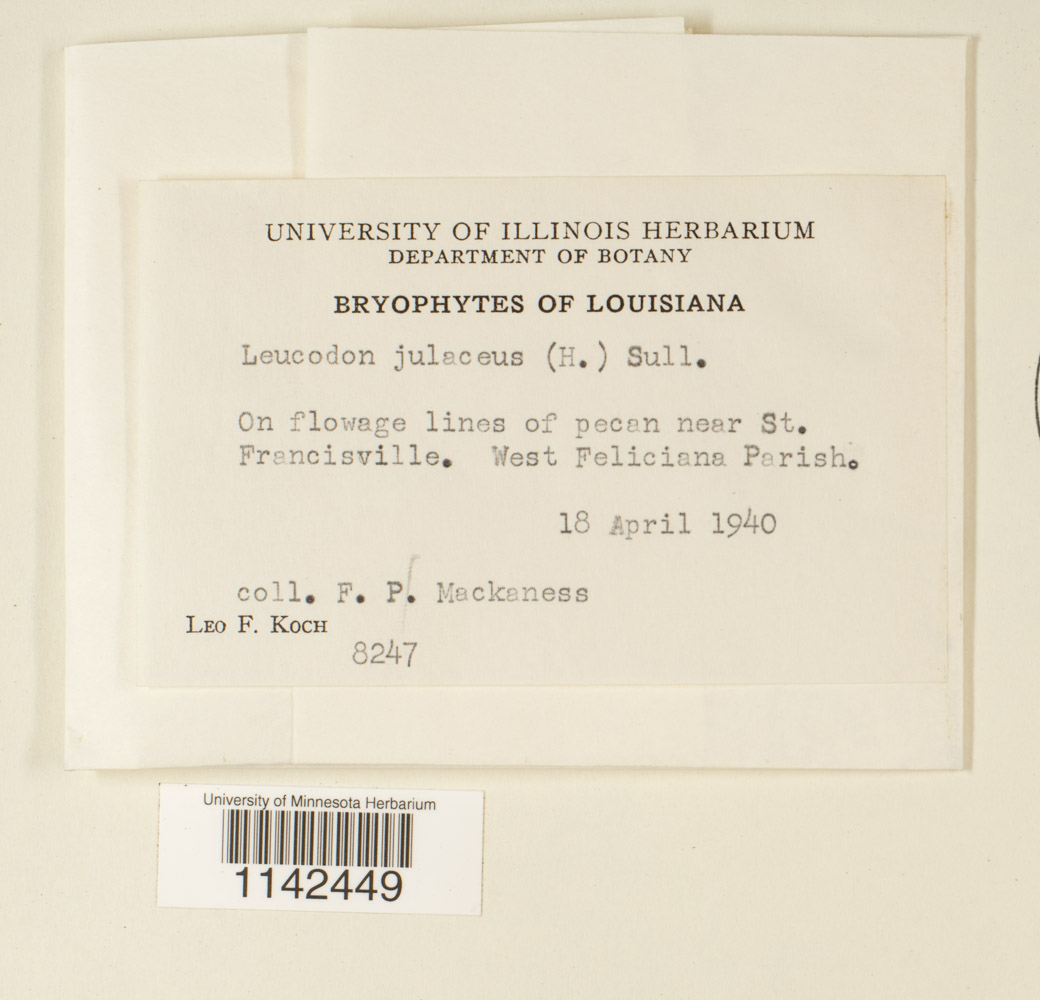 UNIVERSITY OF ILLINOIS HERBARIUM
DEPARTMENT OF BOTANY
BRYOPHYTES OF LOUISIANA
Leucodon julaceus (H.) Sull.
On flowage lines of pecan near St.
Francisville. West Feliciana Parish.
18 April 1940
coll. F. P. Mackaness
LEO F. KOCH
8247
University of Minnesota Herbarium
1142449